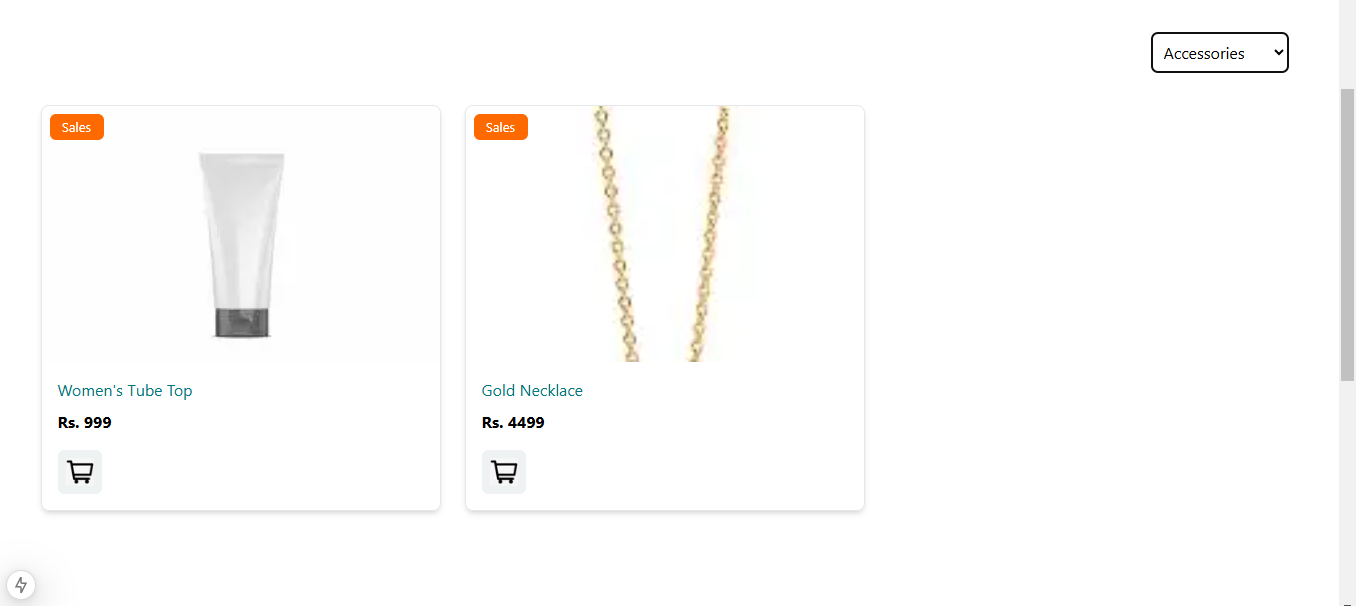 Accessories
Sales
Women's Tube Top
Rs. 999
Sales
Gold Necklace
Rs. 4499